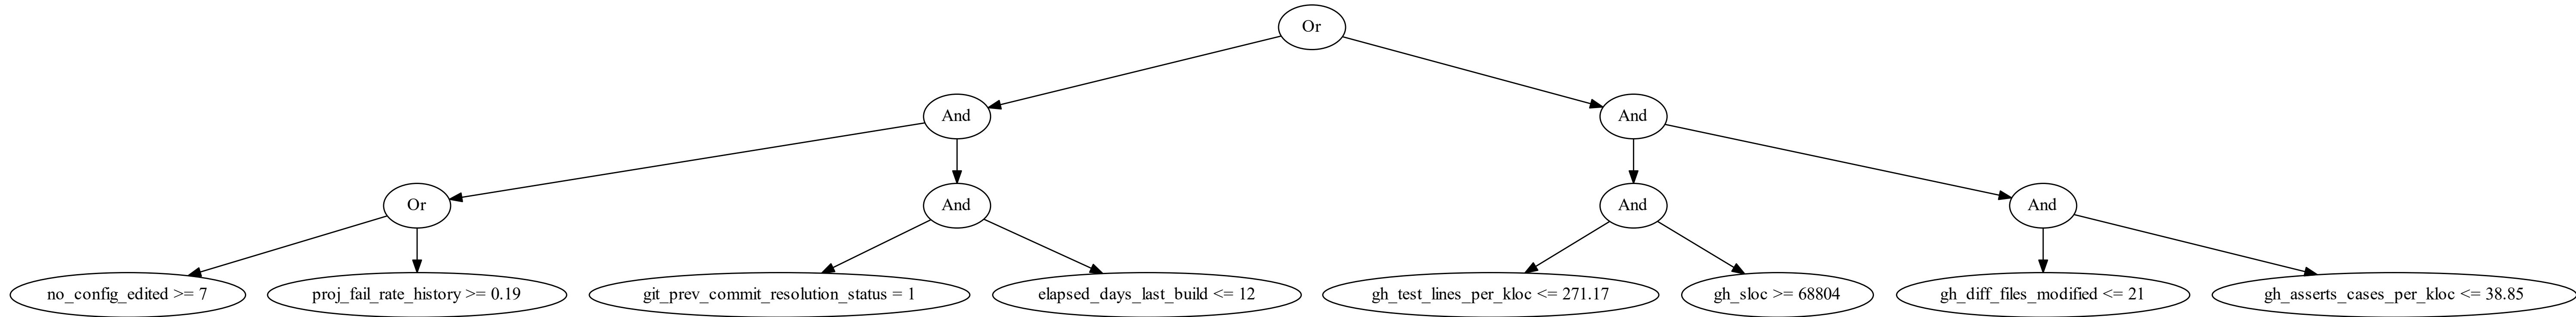 Or
And
And
Or
And
And
And
no_config_edited >= 7
proj_fail_rate_history >= 0.19
git_prev_commit_resolution_status = 1
elapsed_days_last_build <= 12
gh_test_lines_per_kloc <= 271.17
gh_sloc >= 68804
gh_diff_files_modified <= 21
gh_asserts_cases_per_kloc <= 38.85